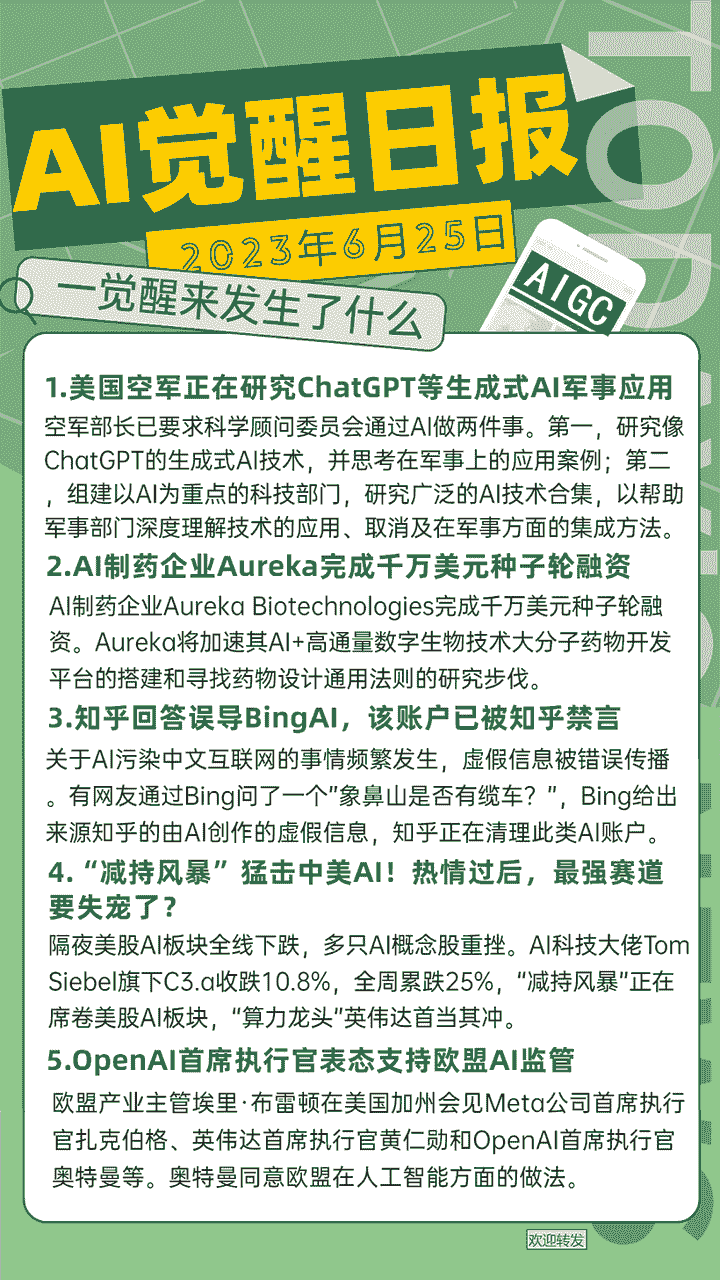 AI觉醒日报
2023年6月25日
一觉醒来发生了什么
AIGC
1.美国空军正在研究ChatGPT等生成式AI军事应用
空军部长已要求科学顾问委员会通过AI做两件事。第一，研究像
ChatGPT的生成式AI技术，并思考在军事上的应用案例；第二
，组建以AI为重点的科技部门，研究广泛的AI技术合集，以帮助
军事部门深度理解技术的应用、取消及在军事方面的集成方法。
2.AI制药企业Aureka完成千万美元种子轮融资
AI制药企业Aureka Biotechnologies完成千万美元种子轮融
资。Aureka将加速其AI+高通量数字生物技术大分子药物开发
平台的搭建和寻找药物设计通用法则的研究步伐。
3.知乎回答误导BingAI，该账户已被知乎禁言
关于AI污染中文互联网的事情频繁发生，虚假信息被错误传播
。有网友通过Bing问了一个"象鼻山是否有缆车？"，Bing给出
来源知乎的由AI创作的虚假信息，知乎正在清理此类AI账户。
4.“减持风暴”猛击中美AI！热情过后，最强赛道
要失宠了？
隔夜美股AI板块全线下跌，多只AI概念股重挫。AI科技大佬Tom
Siebel旗下C3.a收跌10.8%，全周累跌25%，“减持风暴”正在
席卷美股AI板块，“算力龙头”英伟达首当其冲。
5.OpenAI首席执行官表态支持欧盟AI监管
欧盟产业主管埃里·布雷顿在美国加州会见Meta公司首席执行
官扎克伯格、英伟达首席执行官黄仁勋和OpenAI首席执行官
奥特曼等。奥特曼同意欧盟在人工智能方面的做法。
欢迎转发